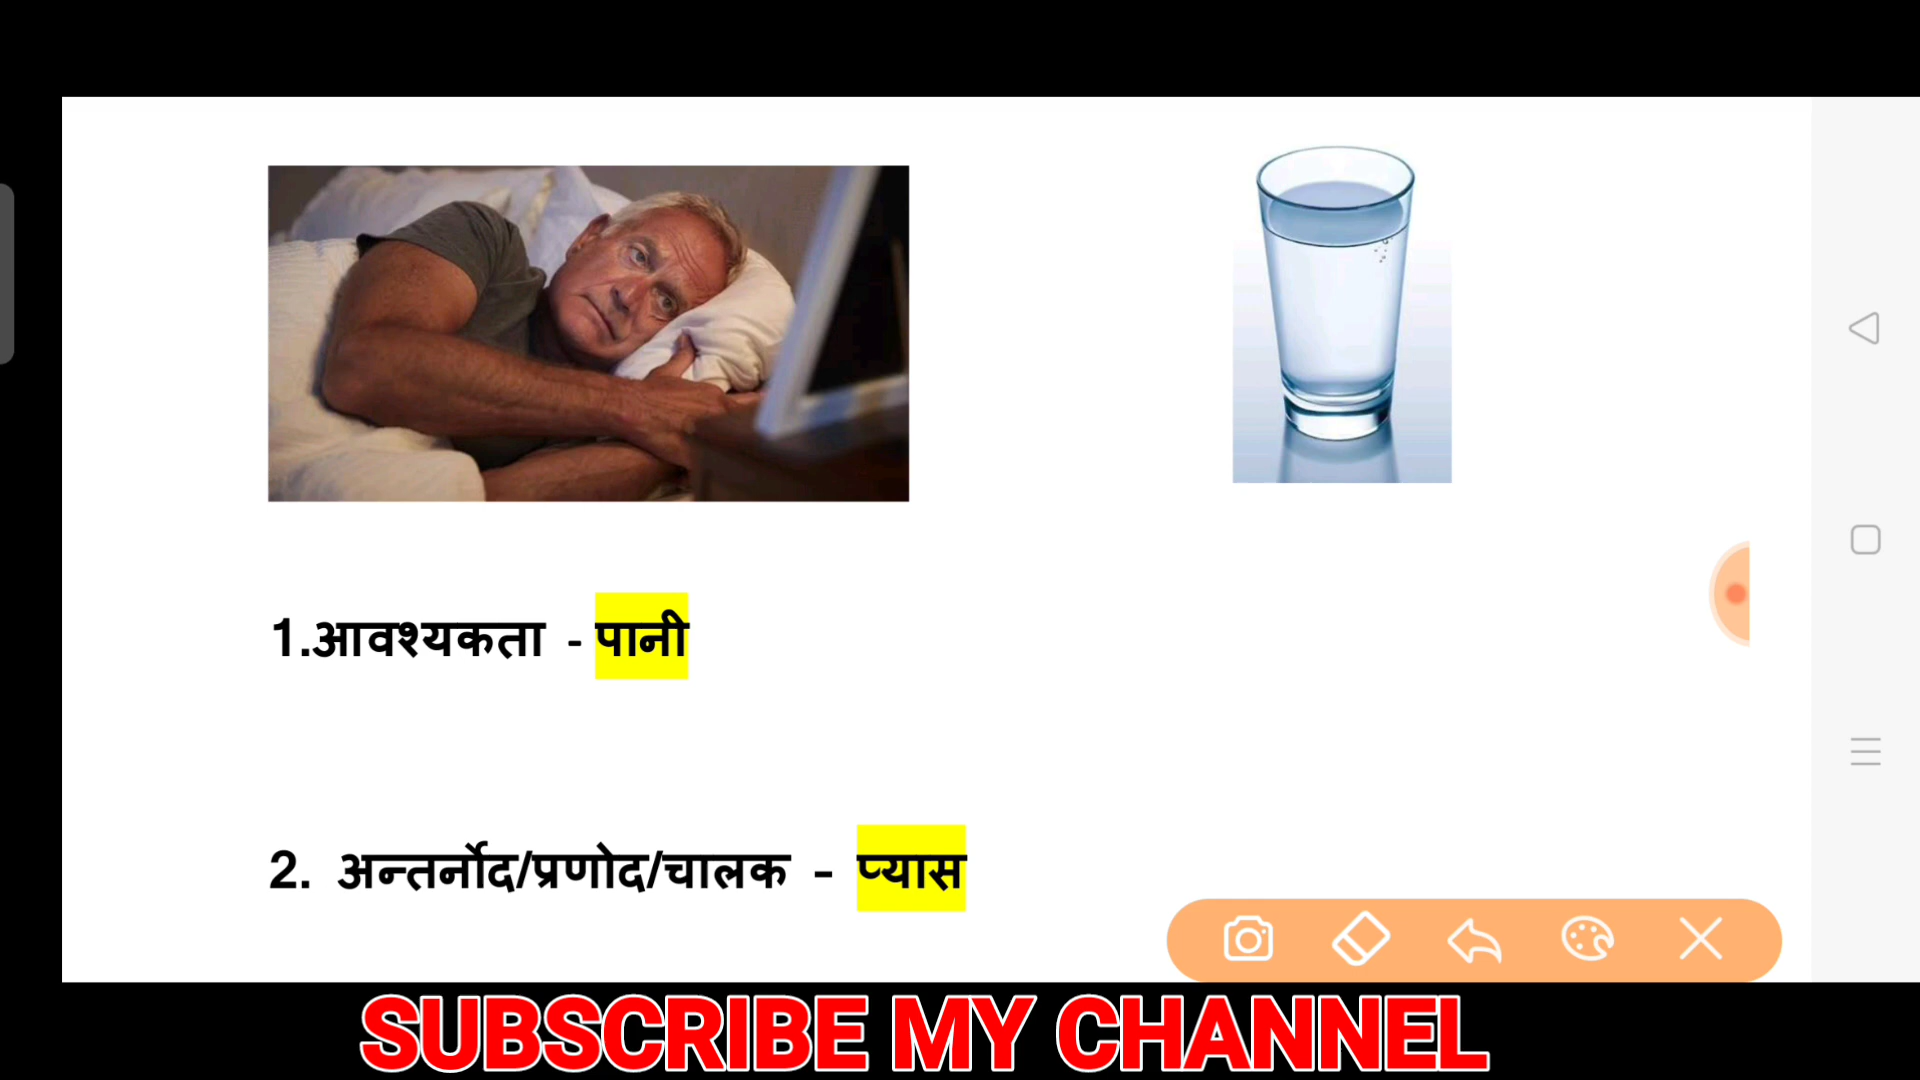 1.आवश्यकता - पानी
2. अन्तर्नोद/प्रणोद/चालक - प्यास
SUBSCRIBE MY CHANNEL